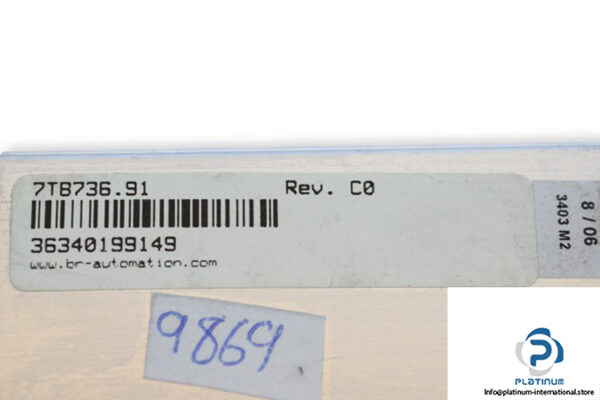 7TB736.91 Rev. C0
36340199149
www.br-automation.com
8 / 06
3403 M2
9869
PLATINUM
Info@platinum-international.store